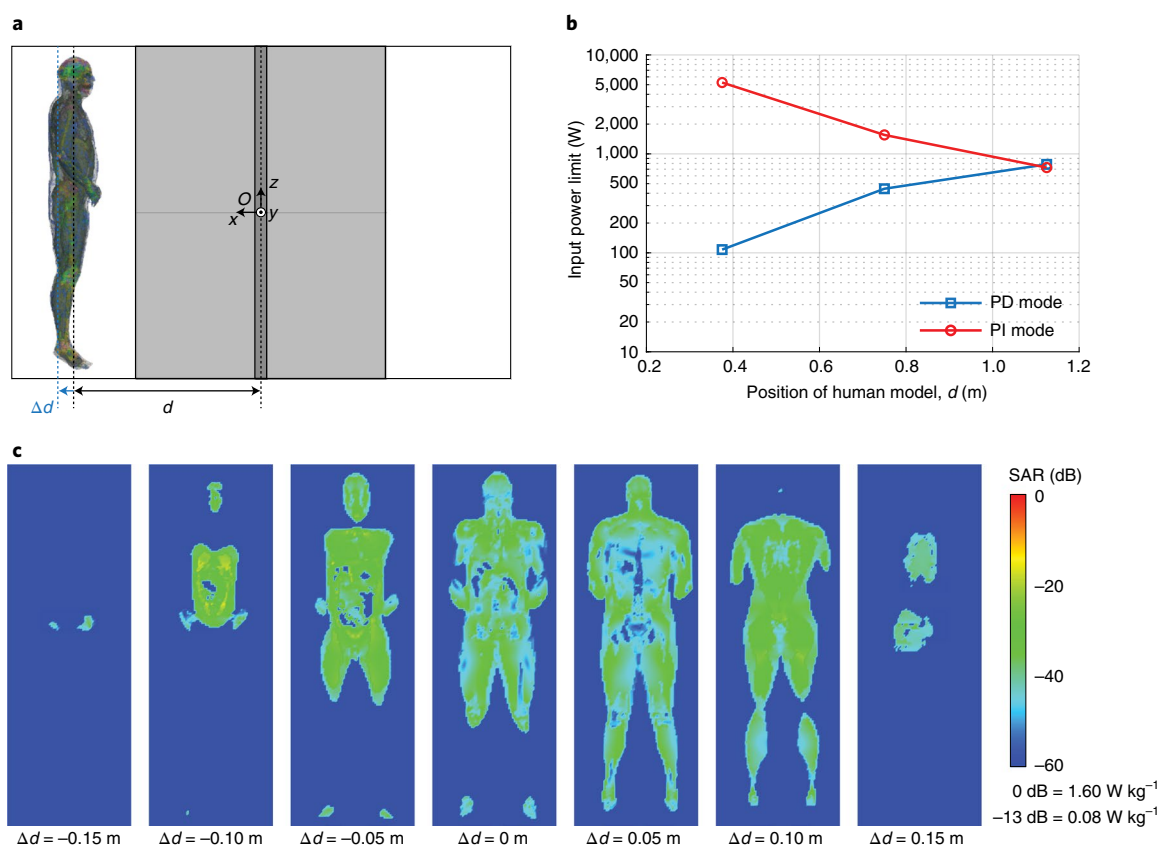 a
z
O
x
y
Δd
d
b
10,000
5,000
2,000
1,000
500
200
100
50
20
10
Input power limit (W)
PD mode
PI mode
0.2
0.4
0.6
0.8
1.0
1.2
Position of human model, d (m)
c
SAR (dB)
0
–20
–40
–60
0 dB = 1.60 W kg⁻¹
–13 dB = 0.08 W kg⁻¹
Δd = –0.15 m
Δd = –0.10 m
Δd = –0.05 m
Δd = 0 m
Δd = 0.05 m
Δd = 0.10 m
Δd = 0.15 m